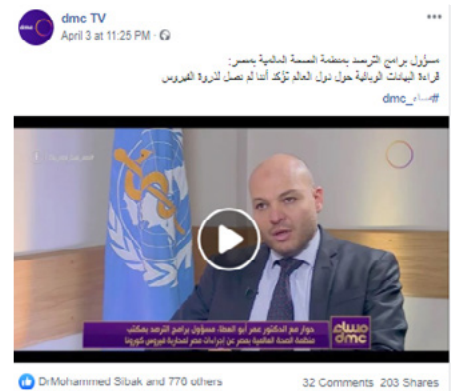 dmc TV
April 3 at 11:25 PM
مسؤول برامج الترصد بمنظمة الصحة العالمية بمصر:
قراءة البيانات الوبائية حول دول العالم تؤكد أننا لم نصل لذروة الفيروس
#مساء_dmc
حوار مع الدكتور عمر أبو العطا، مسؤول برامج الترصد بمكتب
منظمة الصحة العالمية بمصر عن إجراءات مصر لمحاربة فيروس كورونا
مساء dmc
DrMohammed Sibak and 770 others
32 Comments 203 Shares